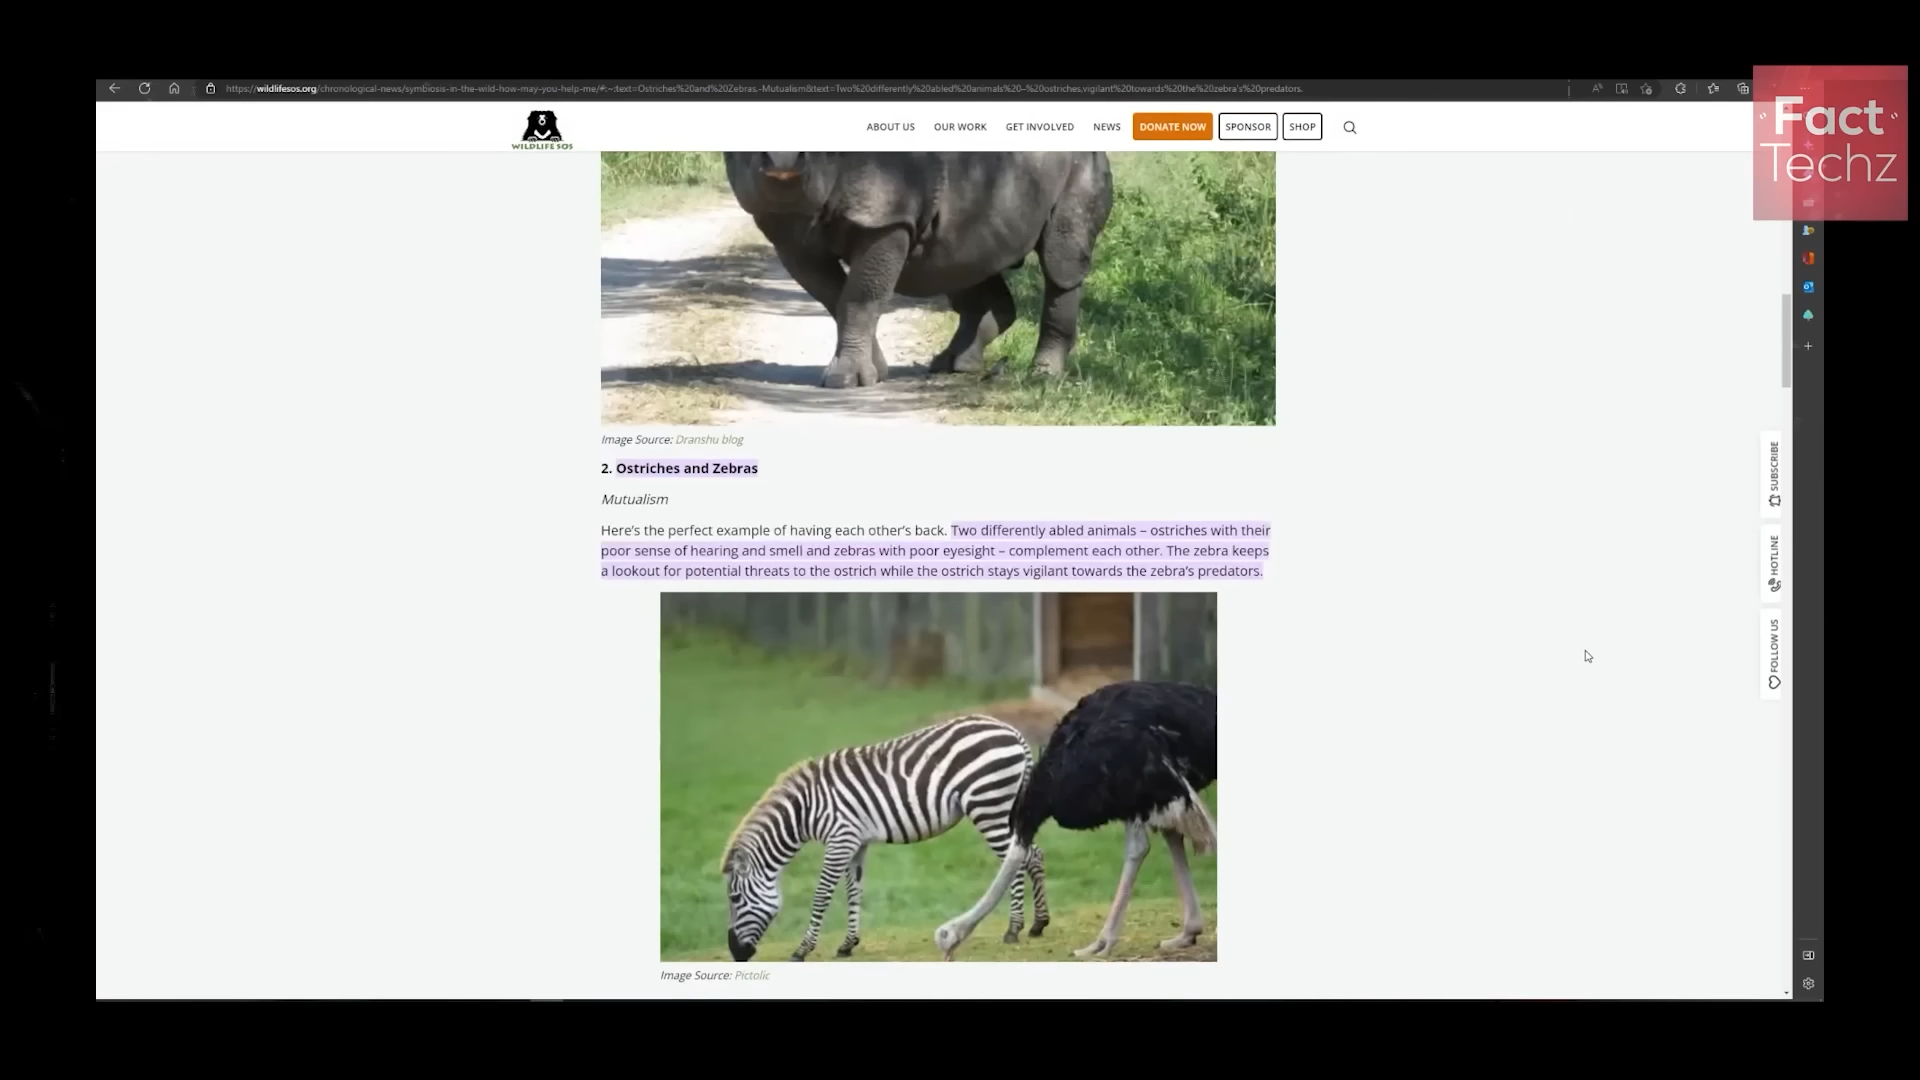 https://wildlifesos.org/chronological-news/symbiosis-in-the-wild-how-may-you-help-me/#:~:text=Ostriches%20and%20Zebras,-Mutualism&text=Two%20differently%20abled%20animals%20–%20ostriches,vigilant%20towards%20the%20zebra's%20predators.
Fact
Techz
WILDLIFE SOS
ABOUT US OUR WORK GET INVOLVED NEWS DONATE NOW SPONSOR SHOP
Image Source: Dranshu blog
2. Ostriches and Zebras
Mutualism
Here’s the perfect example of having each other’s back. Two differently abled animals – ostriches with their
poor sense of hearing and smell and zebras with poor eyesight – complement each other. The zebra keeps
a lookout for potential threats to the ostrich while the ostrich stays vigilant towards the zebra’s predators.
Image Source: Pictolic
SUBSCRIBE
HOTLINE
FOLLOW US